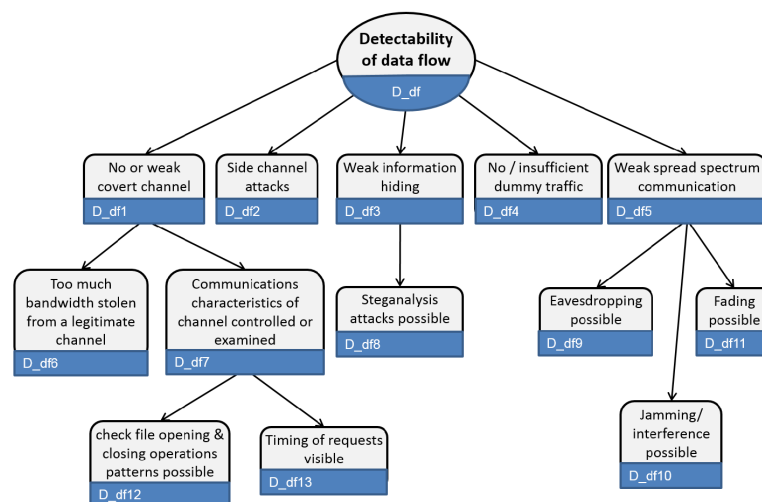 Detectability
of data flow
D_df
No or weak
covert channel
D_df1
Side channel
attacks
D_df2
Weak information
hiding
D_df3
No / insufficient
dummy traffic
D_df4
Weak spread spectrum
communication
D_df5
Too much
bandwidth stolen
from a legitimate
channel
D_df6
Communications
characteristics of
channel controlled or
examined
D_df7
Steganalysis
attacks possible
D_df8
Eavesdropping
possible
D_df9
Fading
possible
D_df11
Jamming/
interference
possible
D_df10
check file opening &
closing operations
patterns possible
D_df12
Timing of requests
visible
D_df13